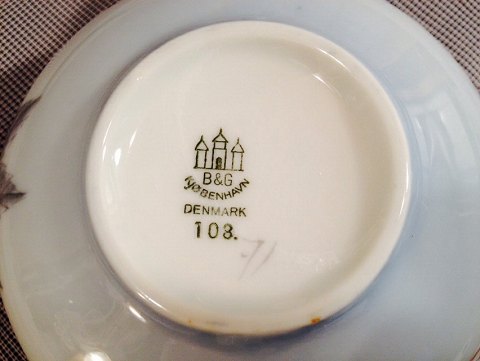 B&G
KJØBENHAVN
DENMARK
108.